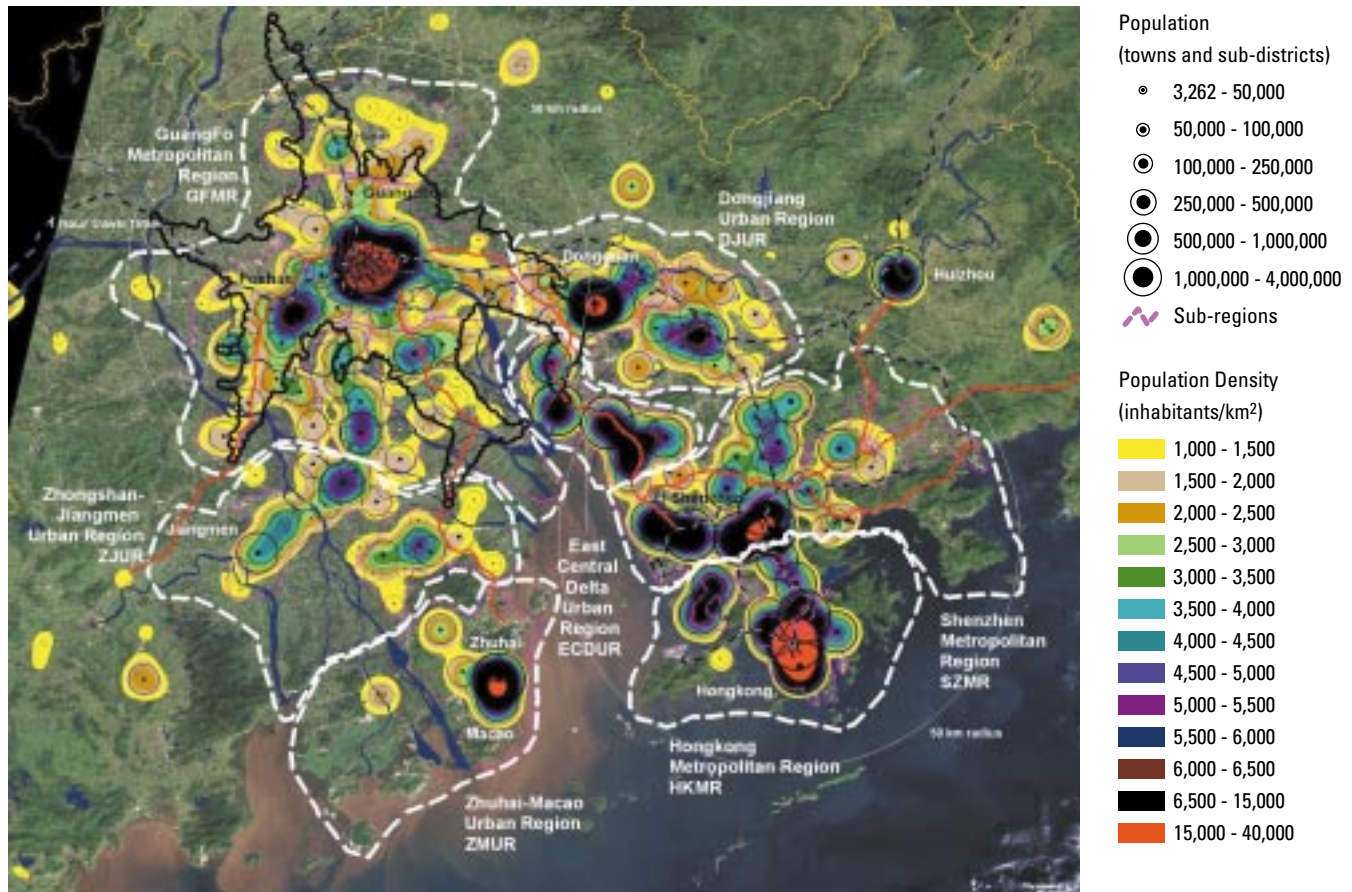 GuangFo
Metropolitan
Region
GFMR
30 km radius
1 hour travel time
Dongjiang
Urban Region
DJUR
Dongguan
Huizhou
Foshan
Zhongshan-
Jiangmen
Urban Region
ZJUR
Jiangmen
East
Central
Delta
Urban
Region
ECDUR
Shenzhen
Zhuhai
Macao
Hongkong
Shenzhen
Metropolitan
Region
SZMR
50 km radius
Hongkong
Metropolitan Region
HKMR
Zhuhai-Macao
Urban Region
ZMUR
Population
(towns and sub-districts)
3,262 - 50,000
50,000 - 100,000
100,000 - 250,000
250,000 - 500,000
500,000 - 1,000,000
1,000,000 - 4,000,000
Sub-regions
Population Density
(inhabitants/km²)
1,000 - 1,500
1,500 - 2,000
2,000 - 2,500
2,500 - 3,000
3,000 - 3,500
3,500 - 4,000
4,000 - 4,500
4,500 - 5,000
5,000 - 5,500
5,500 - 6,000
6,000 - 6,500
6,500 - 15,000
15,000 - 40,000